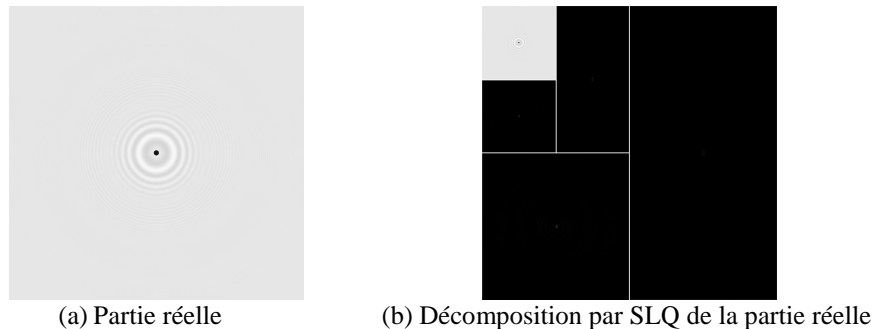 (a) Partie réelle
(b) Décomposition par SLQ de la partie réelle